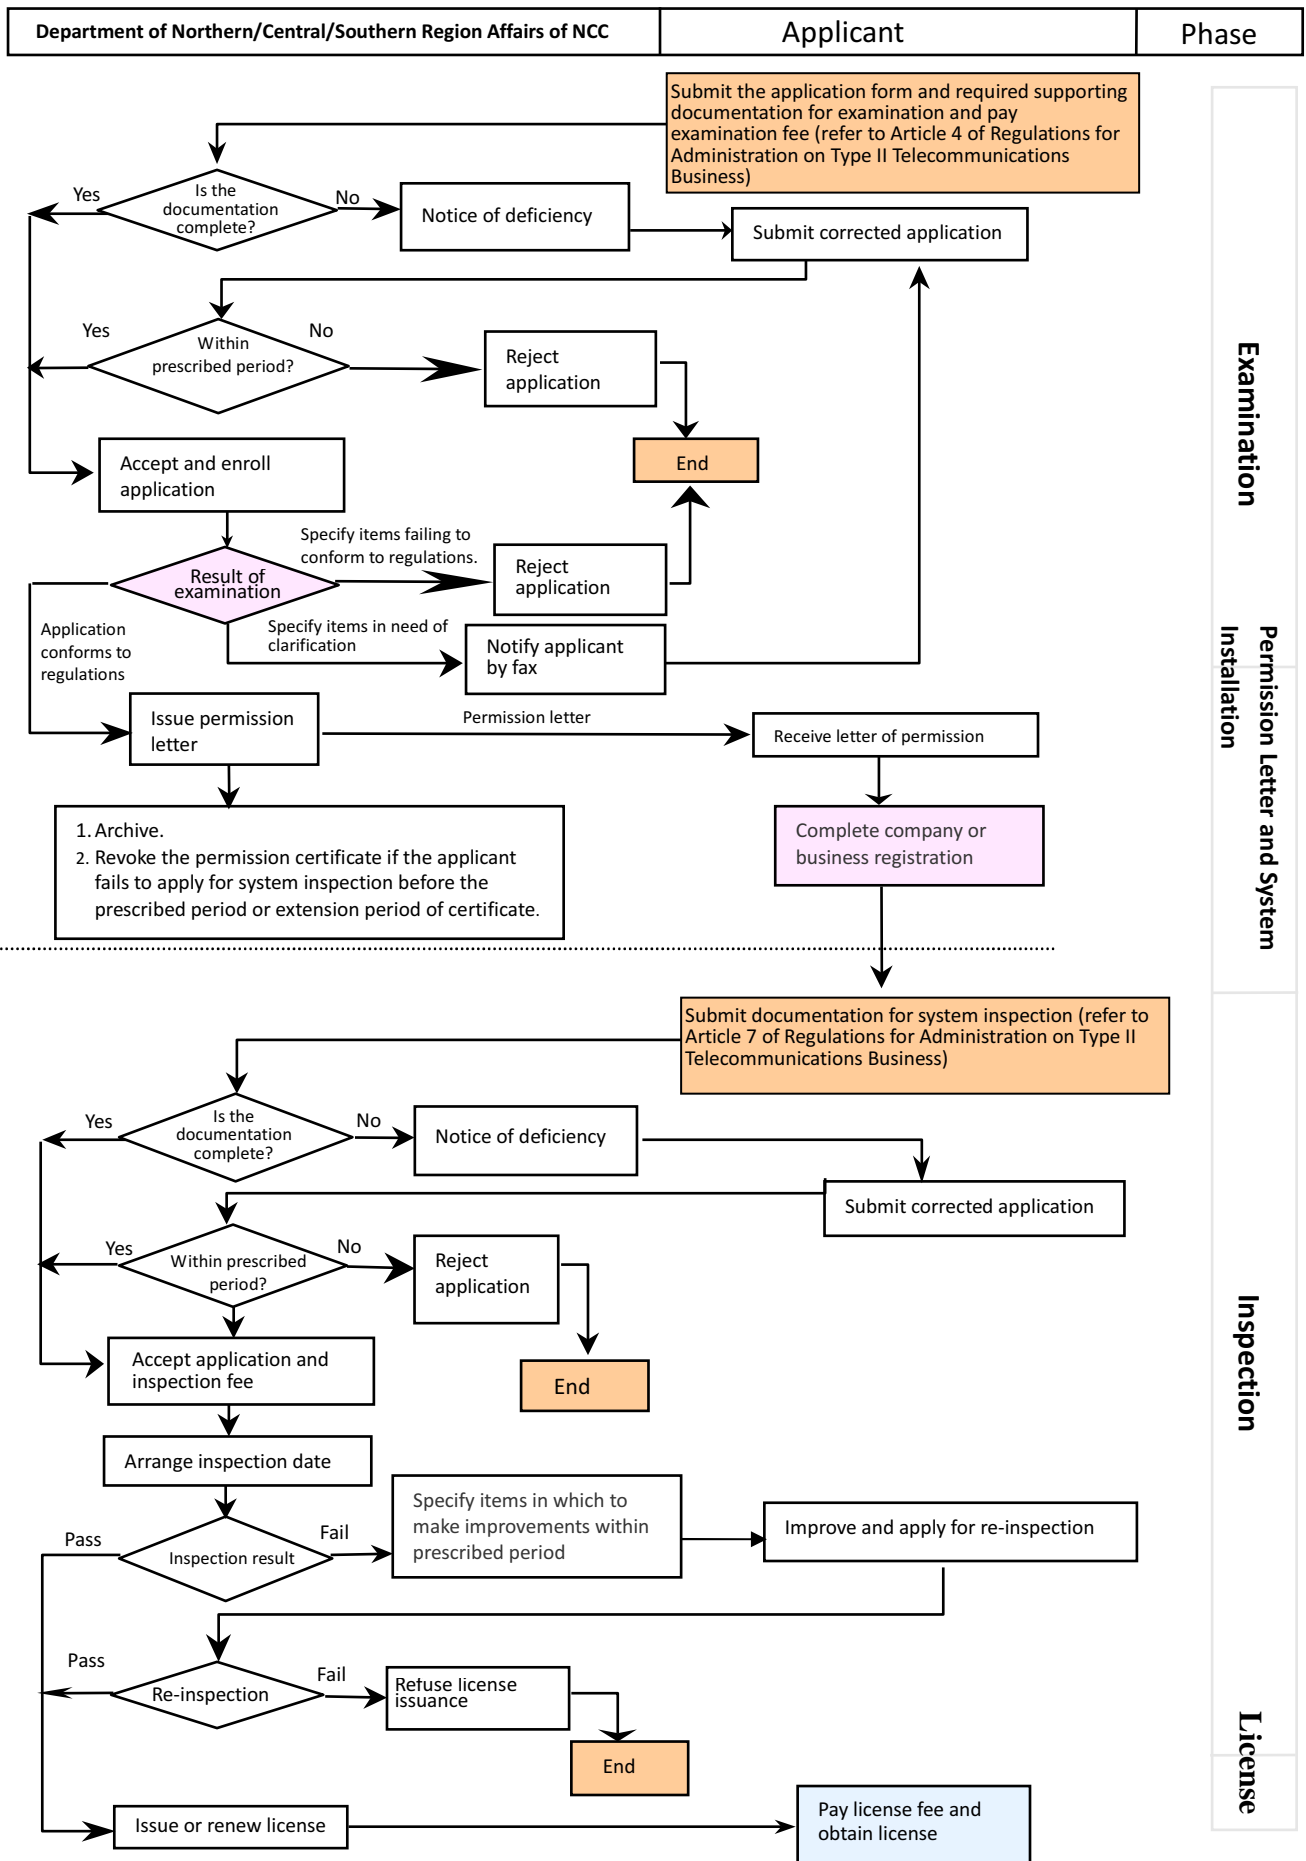 Department of Northern/Central/Southern Region Affairs of NCC
Applicant
Phase
Submit the application form and required supporting
documentation for examination and pay
examination fee (refer to Article 4 of Regulations for
Administration on Type II Telecommunications
Business)
Yes
Is the
documentation
complete?
No
Notice of deficiency
Submit corrected application
Yes
Within
prescribed period?
No
Reject
application
Examination
Accept and enroll
application
End
Specify items failing to
conform to regulations.
Result of
examination
Reject
application
Application
conforms to
regulations
Specify items in need of
clarification
Notify applicant
by fax
Permission Letter and System
Installation
Issue permission
letter
Permission letter
Receive letter of permission
1. Archive.
2. Revoke the permission certificate if the applicant
fails to apply for system inspection before the
prescribed period or extension period of certificate.
Complete company or
business registration
Submit documentation for system inspection (refer to
Article 7 of Regulations for Administration on Type II
Telecommunications Business)
Yes
Is the
documentation
complete?
No
Notice of deficiency
Submit corrected application
Yes
Within prescribed
period?
No
Reject
application
Inspection
Accept application and
inspection fee
End
Arrange inspection date
Pass
Inspection result
Fail
Specify items in which to
make improvements within
prescribed period
Improve and apply for re-inspection
Pass
Re-inspection
Fail
Refuse license
issuance
End
License
Issue or renew license
Pay license fee and
obtain license